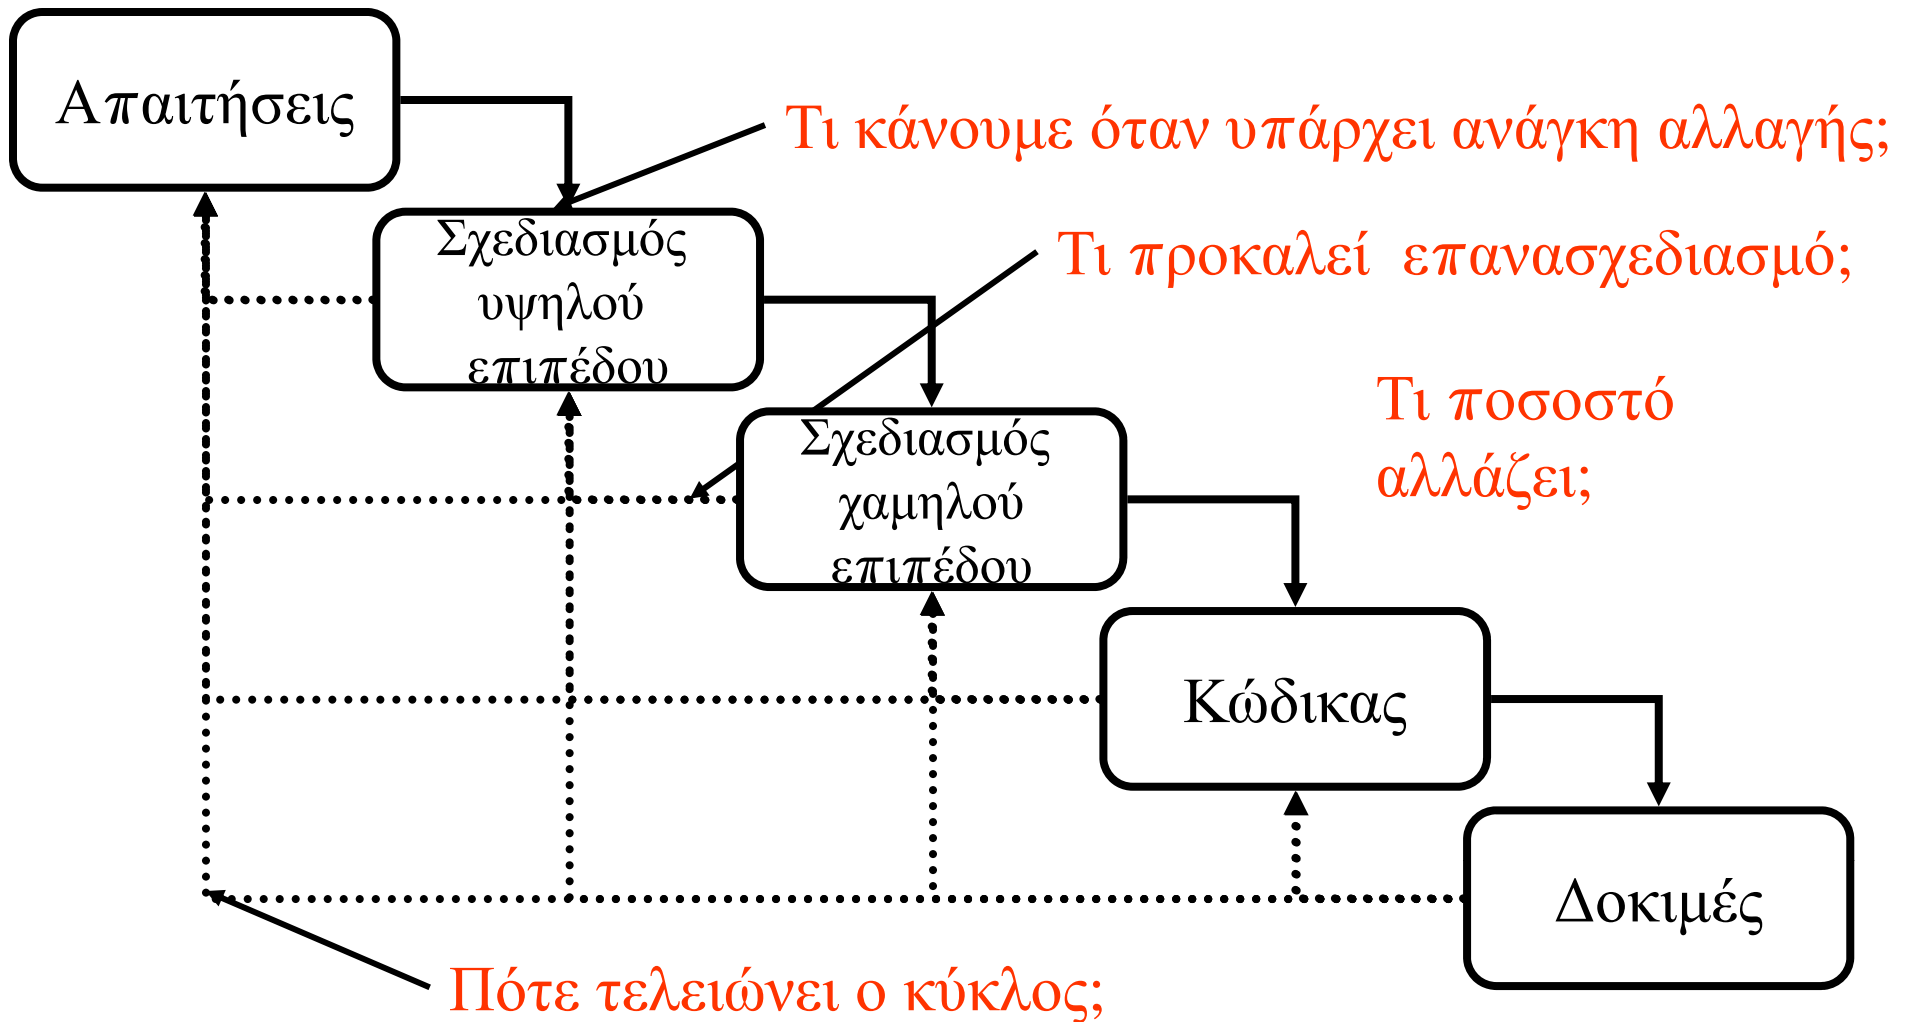 Απαιτήσεις
Τι κάνουμε όταν υπάρχει ανάγκη αλλαγής;
Σχεδιασμός
υψηλού
επιπέδου
Τι προκαλεί επανασχεδιασμό;
Τι ποσοστό
αλλάζει;
Σχεδιασμός
χαμηλού
επιπέδου
Κώδικας
Δοκιμές
Πότε τελειώνει ο κύκλος;